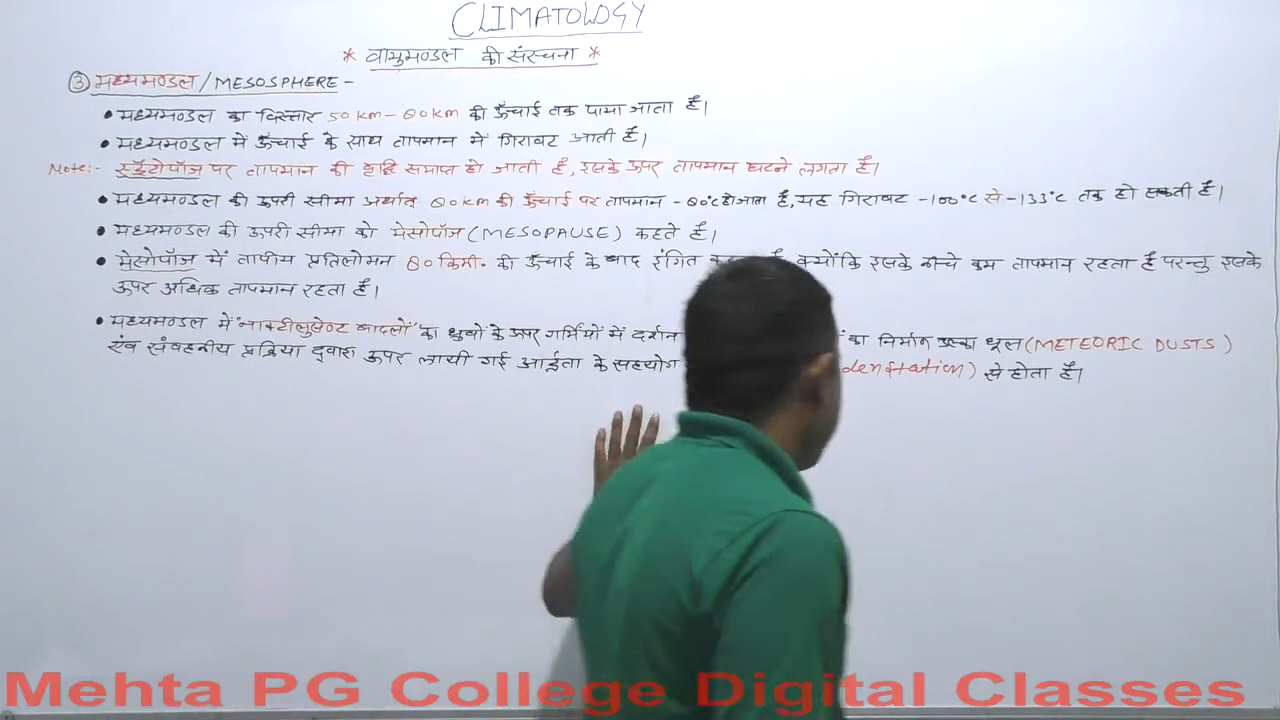 CLIMATOLOGY
* वायुमण्डल की संरचना *
③ मध्यमण्डल / MESOSPHERE -
• मध्यमण्डल का विस्तार 50 km - 80 km की ऊँचाई तक पाया जाता है।
• मध्यमण्डल में ऊँचाई के साथ तापमान में गिरावट आती है।
Note:- स्ट्रैटोपॉज पर तापमान की वृद्धि समाप्त हो जाती है, इसके ऊपर तापमान घटने लगता है।
• मध्यमण्डल की ऊपरी सीमा अर्थात् 80 km की ऊँचाई पर तापमान -80°C हो जाता है, यह गिरावट -100°C से -133°C तक हो सकती है।
• मध्यमण्डल की ऊपरी सीमा को मेसोपॉज (MESOPAUSE) कहते हैं।
• मेसोपॉज में तापीय प्रतिलोमन 80 किमी. की ऊँचाई के बाद इंगित क्योंकि इसके नीचे कम तापमान रहता है परन्तु इसके
ऊपर अधिक तापमान रहता है।
• मध्यमण्डल में "नाक्टीलुसेण्ट बादलों" का ध्रुवों के ऊपर गर्मियों में दर्शन का निर्माण उल्का धूल (METEORIC DUSTS)
एंव संवहनीय प्रक्रिया द्वारा ऊपर लायी गई आर्द्रता के सहयोग से होता है।
Mehta PG College Digital Classes